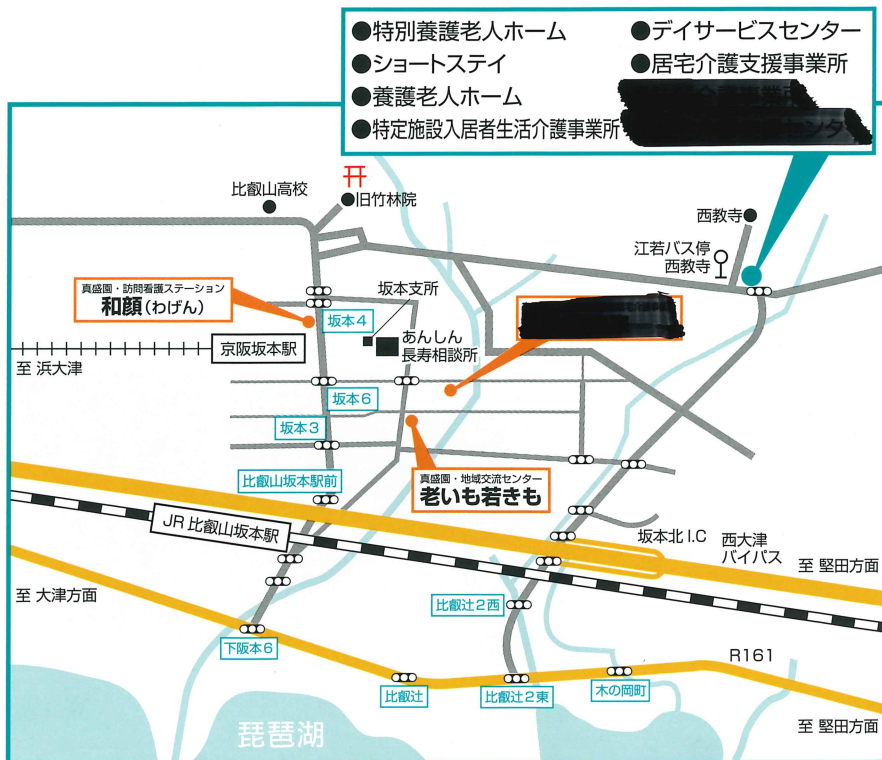 ●特別養護老人ホーム
●デイサービスセンター
●ショートステイ
●居宅介護支援事業所
●養護老人ホーム
●特定施設入居者生活介護事業所
比叡山高校
旧竹林院
西教寺
江若バス停
西教寺
真盛園・訪問看護ステーション
和顔(わげん)
坂本支所
坂本4
あんしん
長寿相談所
京阪坂本駅
至 浜大津
坂本6
坂本3
比叡山坂本駅前
真盛園・地域交流センター
老いも若きも
JR 比叡山坂本駅
坂本北 I.C
西大津
バイパス
至 堅田方面
至 大津方面
比叡辻2西
下阪本6
R161
比叡辻
比叡辻2東
木の岡町
至 堅田方面
琵琶湖